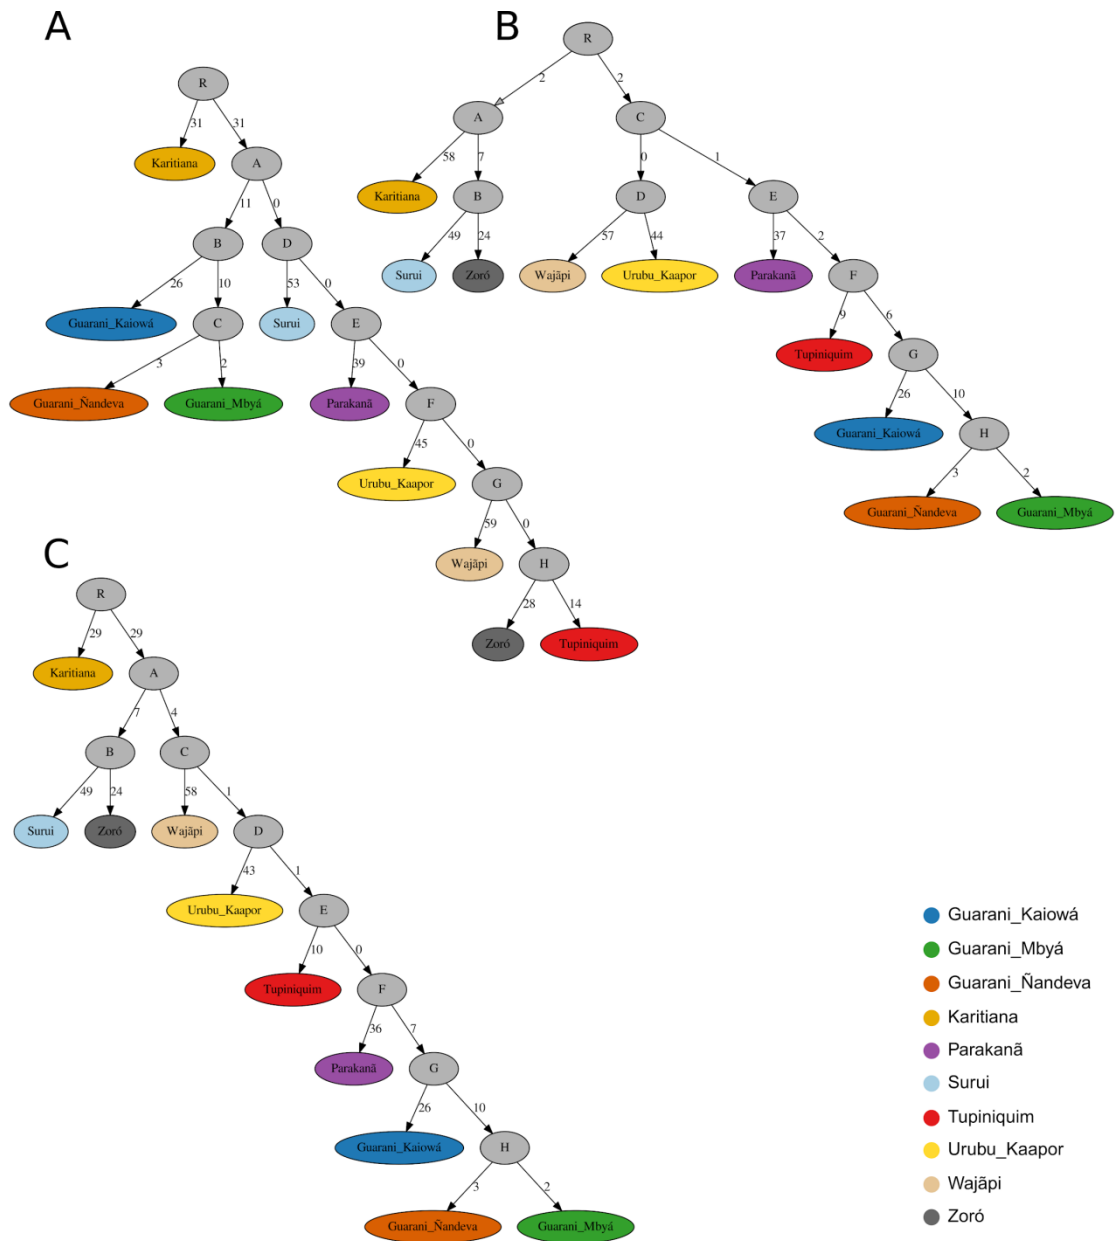 A
R
31 31
Karitiana A
11 0
B D
26 10 53 0
Guarani_Kaiowá C Surui E
3 2 39 0
Guarani_Ñandeva Guarani_Mbyá Parakanã F
45 0
Urubu_Kaapor G
59 0
Wajãpi H
28 14
Zoró Tupiniquim
B
R
2 2
A C
58 7 0 1
Karitiana B D E
49 24 57 44 37 2
Surui Zoró Wajãpi Urubu_Kaapor Parakanã F
9 6
Tupiniquim G
26 10
Guarani_Kaiowá H
3 2
Guarani_Ñandeva Guarani_Mbyá
C
R
29 29
Karitiana A
7 4
B C
49 24 58 1
Surui Zoró Wajãpi D
43 1
Urubu_Kaapor E
10 0
Tupiniquim F
36 7
Parakanã G
26 10
Guarani_Kaiowá H
3 2
Guarani_Ñandeva Guarani_Mbyá
Guarani_Kaiowá
Guarani_Mbyá
Guarani_Ñandeva
Karitiana
Parakanã
Surui
Tupiniquim
Urubu_Kaapor
Wajãpi
Zoró